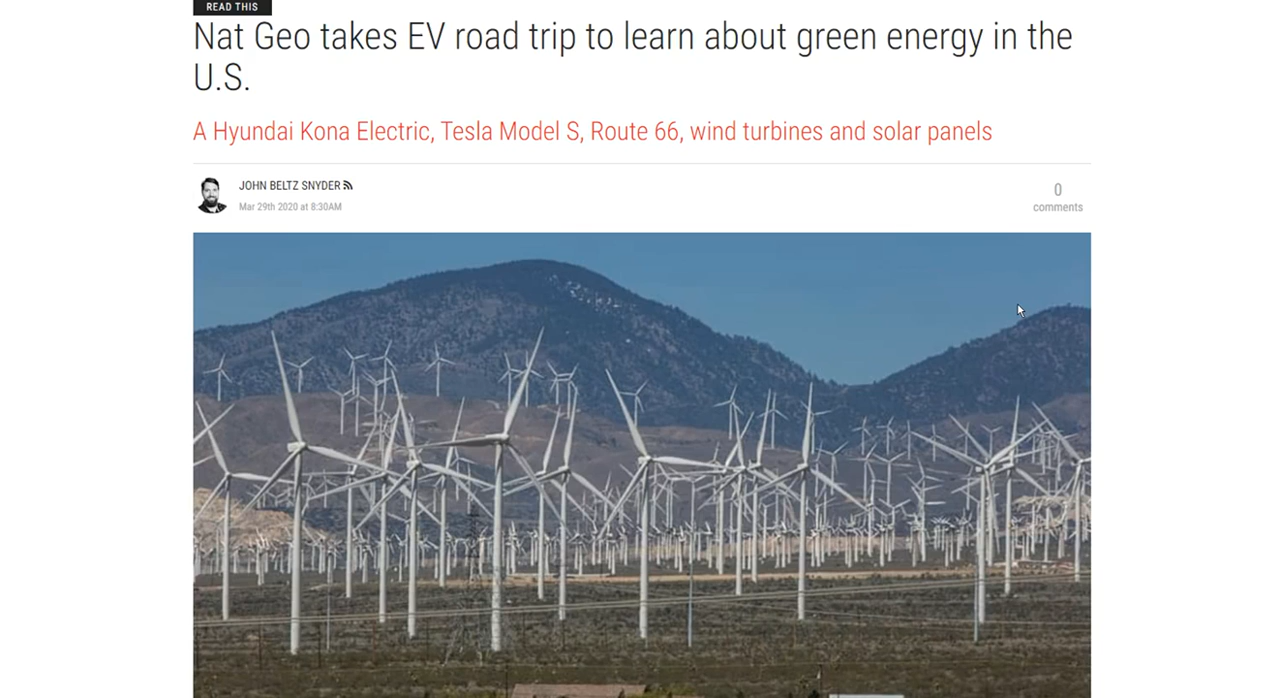 READ THIS
Nat Geo takes EV road trip to learn about green energy in the
U.S.
A Hyundai Kona Electric, Tesla Model S, Route 66, wind turbines and solar panels
JOHN BELTZ SNYDER
Mar 29th 2020 at 8:30AM
0
comments